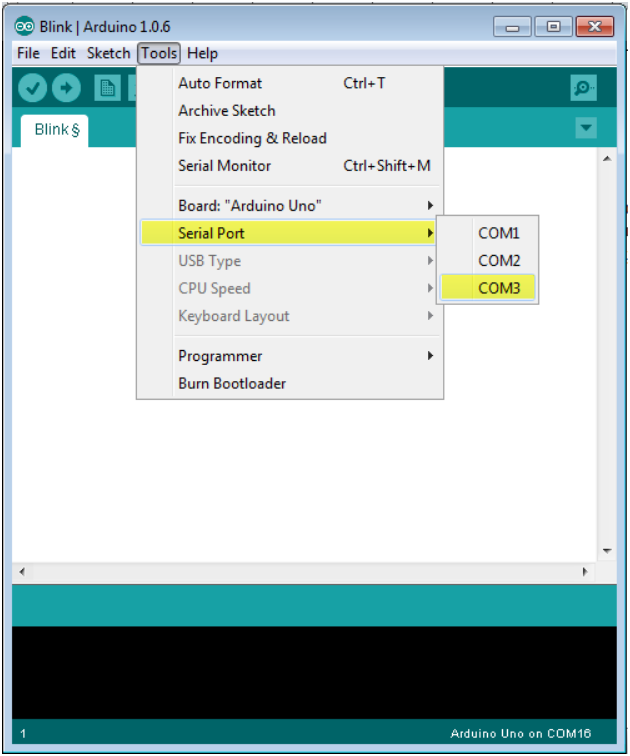 Blink | Arduino 1.0.6
File Edit Sketch Tools Help
Auto Format Ctrl+T
Archive Sketch
Blink §
Fix Encoding & Reload
Serial Monitor Ctrl+Shift+M
Board: "Arduino Uno"
Serial Port
COM1
USB Type
COM2
CPU Speed
COM3
Keyboard Layout
Programmer
Burn Bootloader
1 Arduino Uno on COM16